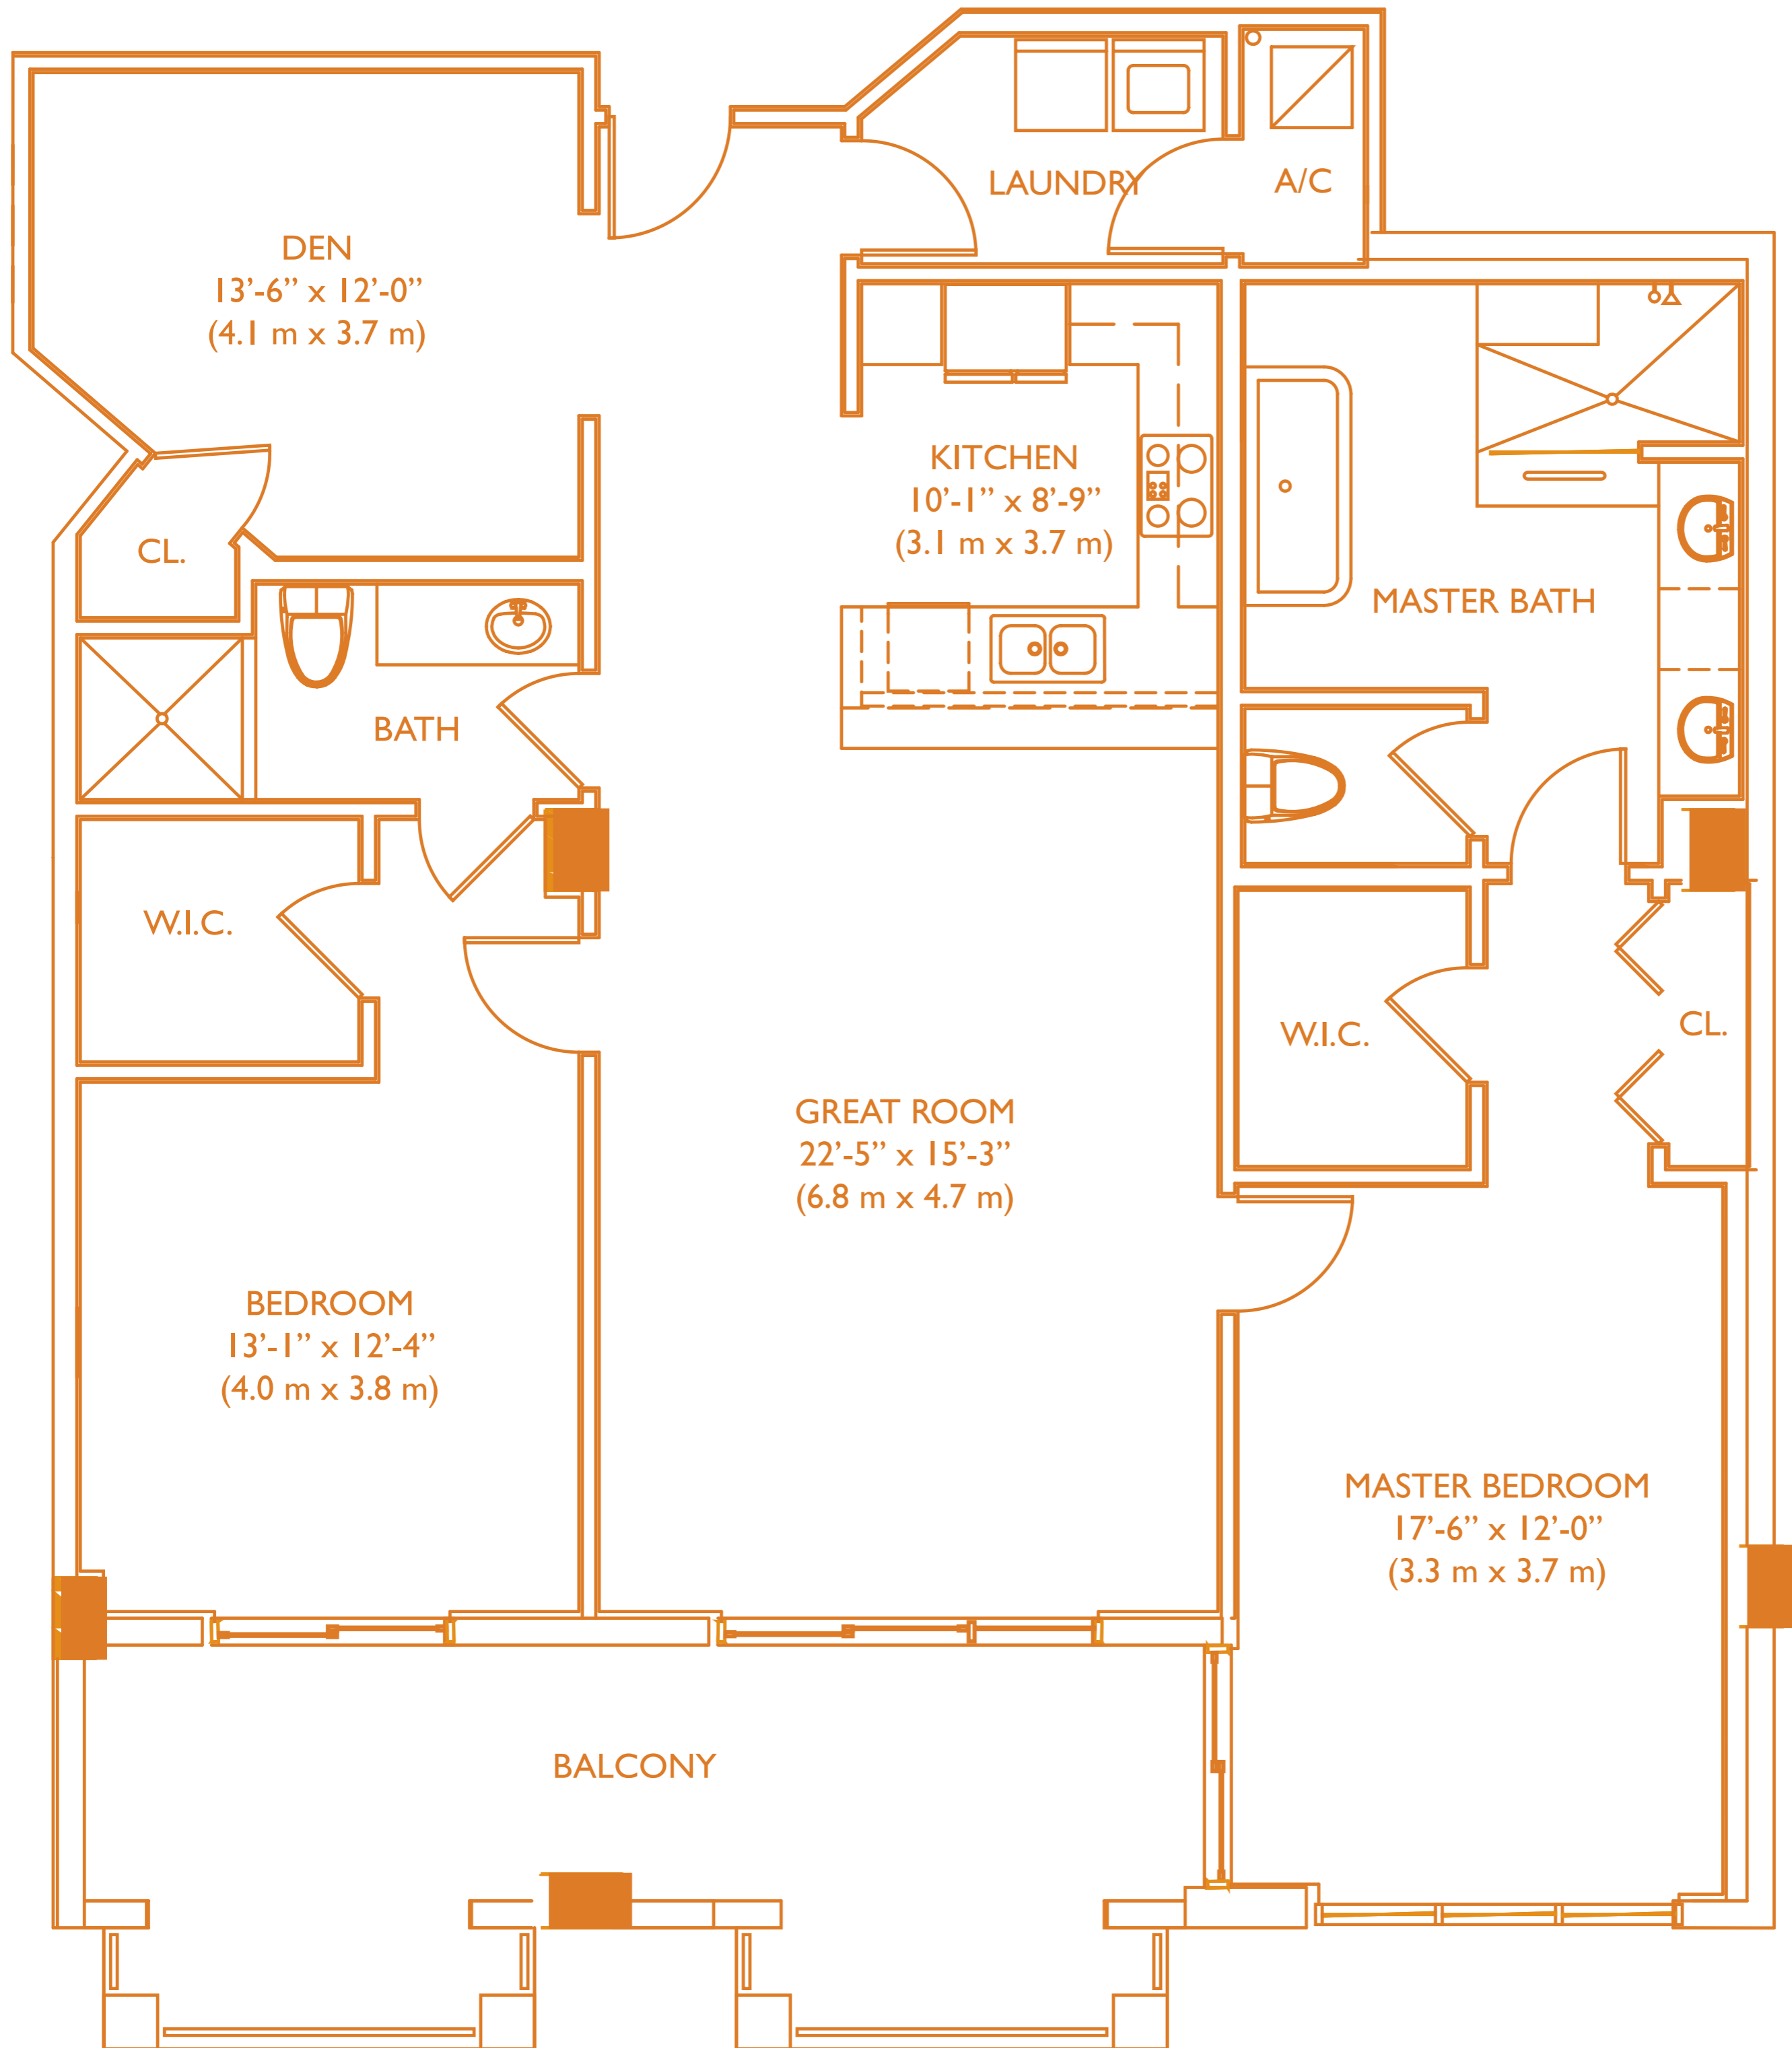 LAUNDRY
A/C
DEN
13’-6” x 12’-0”
(4.1 m x 3.7 m)
KITCHEN
10’-1” x 8’-9”
(3.1 m x 3.7 m)
CL.
MASTER BATH
BATH
W.I.C.
W.I.C.
CL.
GREAT ROOM
22’-5” x 15’-3”
(6.8 m x 4.7 m)
BEDROOM
13’-1” x 12’-4”
(4.0 m x 3.8 m)
MASTER BEDROOM
17’-6” x 12’-0”
(3.3 m x 3.7 m)
BALCONY